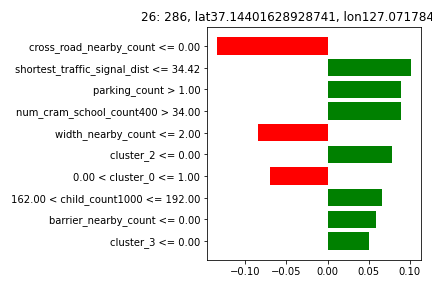 26: 286, lat37.14401628928741, lon127.071784
cross_road_nearby_count <= 0.00
shortest_traffic_signal_dist <= 34.42
parking_count > 1.00
num_cram_school_count400 > 34.00
width_nearby_count <= 2.00
cluster_2 <= 0.00
0.00 < cluster_0 <= 1.00
162.00 < child_count1000 <= 192.00
barrier_nearby_count <= 0.00
cluster_3 <= 0.00
−0.10 −0.05 0.00 0.05 0.10